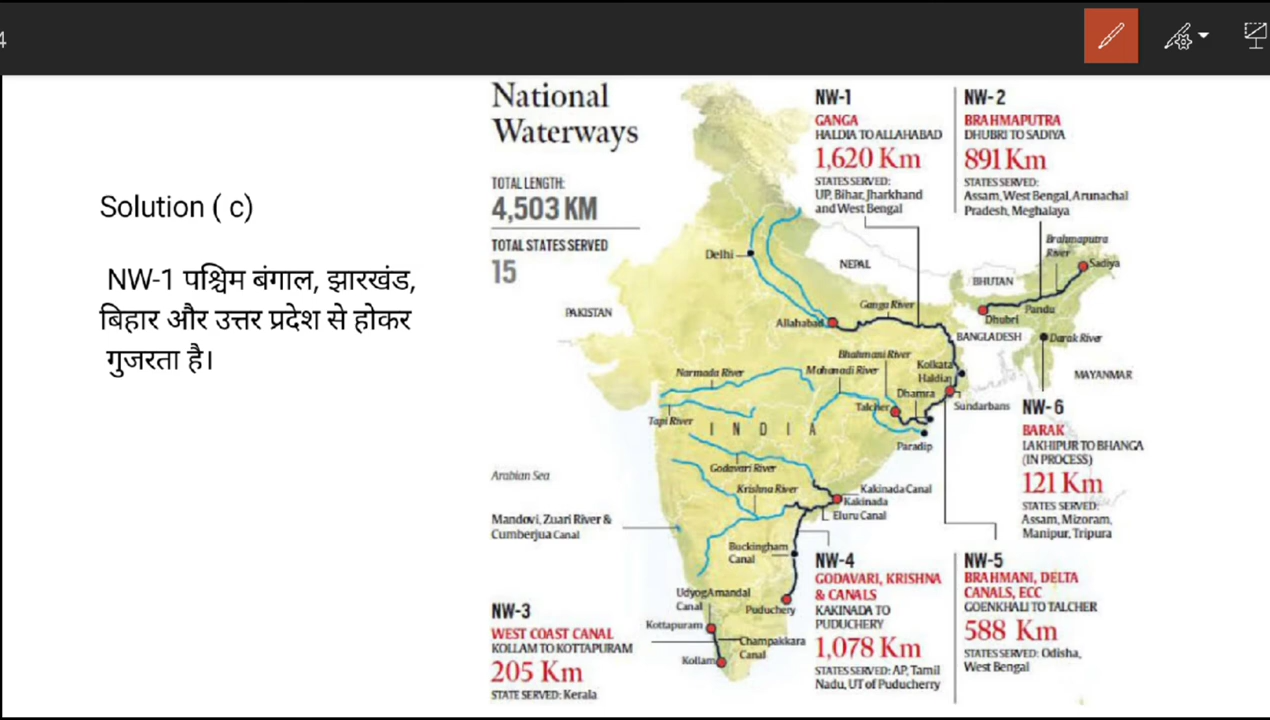 4
Solution ( c)
NW-1 पश्चिम बंगाल, झारखंड,
बिहार और उत्तर प्रदेश से होकर
गुजरता है।
National
Waterways
TOTAL LENGTH:
4,503 KM
TOTAL STATES SERVED
15
NW-1
GANGA
HALDIA TO ALLAHABAD
1,620 Km
STATES SERVED:
UP, Bihar, Jharkhand
and West Bengal
NW-2
BRAHMAPUTRA
DHUBRI TO SADIYA
891 Km
STATES SERVED:
Assam, West Bengal, Arunachal
Pradesh, Meghalaya
Brahmaputra
River
Sadiya
Delhi
NEPAL
BHUTAN
PAKISTAN
Ganga River
Pandu
Dhubri
Allahabad
BANGLADESH
Darak River
Bhahmani River
Kolkata
Narmada River
Mahanadi River
Haldia
MAYANMAR
Dhamra
Talcher
Sundarbans
Tapi River
INDIA
Paradip
NW-6
BARAK
LAKHIPUR TO BHANGA
(IN PROCESS)
121 Km
STATES SERVED:
Assam, Mizoram,
Manipur, Tripura
Arabian Sea
Godavari River
Krishna River
Kakinada Canal
Kakinada
Eluru Canal
Mandovi, Zuari River &
Cumberjua Canal
Buckingham
Canal
NW-4
GODAVARI, KRISHNA
& CANALS
KAKINADA TO
PUDUCHERY
1,078 Km
STATES SERVED: AP, Tamil
Nadu, UT of Puducherry
NW-5
BRAHMANI, DELTA
CANALS, ECC
GOENKHALI TO TALCHER
588 Km
STATES SERVED: Odisha,
West Bengal
UdyogAmandal
Canal
Puduchery
Kottapuram
Champakkara
Canal
Kollam
NW-3
WEST COAST CANAL
KOLLAM TO KOTTAPURAM
205 Km
STATE SERVED: Kerala